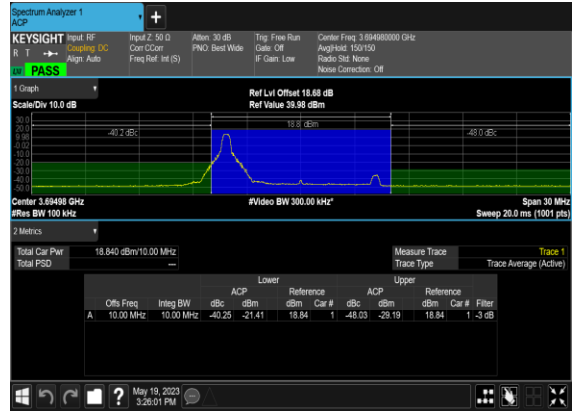 Spectrum Analyzer 1
ACP
KEYSIGHT Input: RF Input Z: 50 Ω Atten: 30 dB Trig: Free Run Center Freq: 3.694980000 GHz
R T Coupling: DC Corr CCorr PNO: Best Wide Gate: Off Avg|Hold: 150/150
Align: Auto Freq Ref: Int (S) IF Gain: Low Radio Std: None
PASS Noise Correction: Off
1 Graph Ref Lvl Offset 18.68 dB
Scale/Div 10.0 dB Ref Value 39.98 dBm
30.0
20.0 -40.2 dBc 18.8 dBm -48.0 dBc
9.98
-0.02
-10.0
-20.0
-30.0
-40.0
-50.0
Center 3.69498 GHz #Video BW 300.00 kHz* Span 30 MHz
#Res BW 100 kHz Sweep 20.0 ms (1001 pts)
2 Metrics
Total Car Pwr 18.840 dBm/10.00 MHz Measure Trace Trace 1
Total PSD --- Trace Type Trace Average (Active)
Lower Upper
ACP Reference ACP Reference
Offs Freq Integ BW dBc dBm dBm Car # dBc dBm dBm Car # Filter
A 10.00 MHz 10.00 MHz -40.25 -21.41 18.84 1 -48.03 -29.19 18.84 1 -3 dB
May 19, 2023
3:26:01 PM